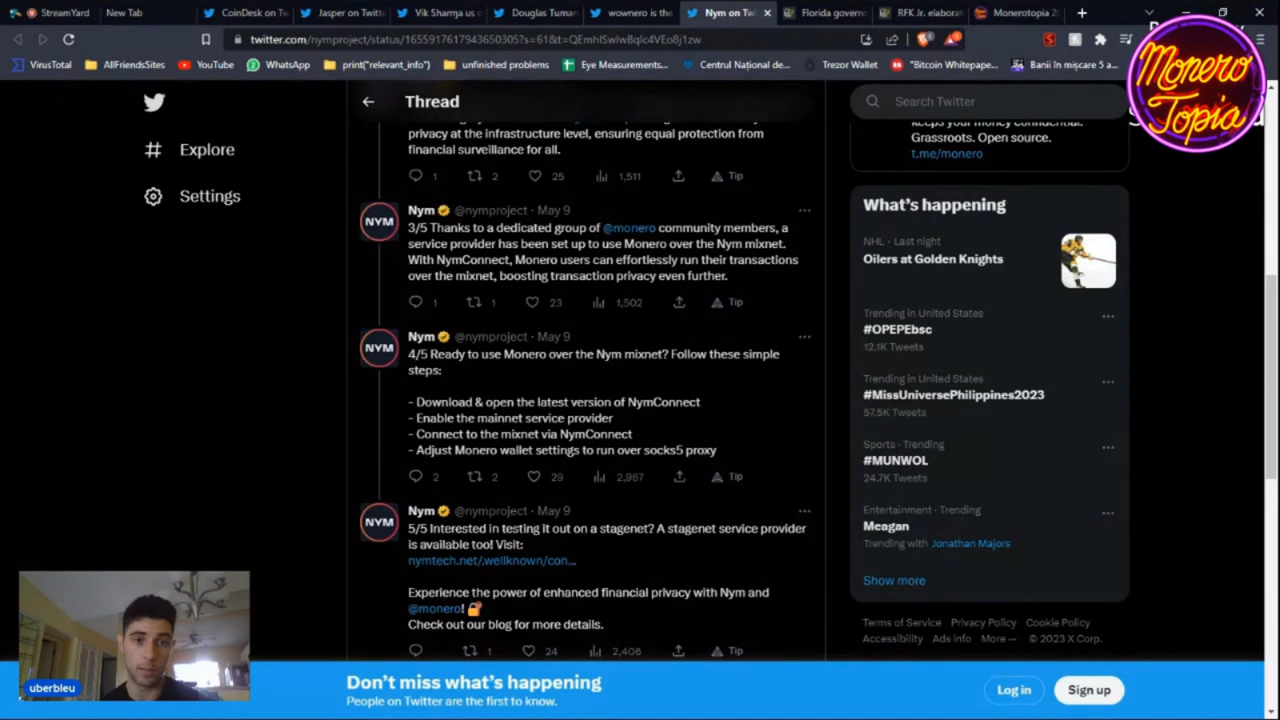 StreamYard
New Tab
CoinDesk on Tw
Jasper on Twitt
Vik Sharma us c
Douglas Tuman
wownero is the
Nym on Tw
Florida governo
RFK Jr. elaborat
Monerotopia 20
twitter.com/nymproject/status/1655917617943650305?s=61&t=QEmhISwIwBqlc4VEo8j1zw
VirusTotal
AllFriendsSites
YouTube
WhatsApp
print("relevant_info")
unfinished problems
Eye Measurements...
Centrul Național de...
Trezor Wallet
"Bitcoin Whitepape...
Banii în mișcare 5 a...
Monero
Topia
Explore
Settings
Thread
privacy at the infrastructure level, ensuring equal protection from
financial surveillance for all.
1 2 25 1,511 Tip
NYM
Nym @nymproject · May 9
3/5 Thanks to a dedicated group of @monero community members, a
service provider has been set up to use Monero over the Nym mixnet.
With NymConnect, Monero users can effortlessly run their transactions
over the mixnet, boosting transaction privacy even further.
1 1 23 1,502 Tip
NYM
Nym @nymproject · May 9
4/5 Ready to use Monero over the Nym mixnet? Follow these simple
steps:
- Download & open the latest version of NymConnect
- Enable the mainnet service provider
- Connect to the mixnet via NymConnect
- Adjust Monero wallet settings to run over socks5 proxy
2 2 29 2,967 Tip
NYM
Nym @nymproject · May 9
5/5 Interested in testing it out on a stagenet? A stagenet service provider
is available too! Visit:
nymtech.net/.wellknown/con...
Experience the power of enhanced financial privacy with Nym and
@monero!
Check out our blog for more details.
1 24 2,406 Tip
Search Twitter
keeps your money confidential.
Grassroots. Open source.
t.me/monero
What's happening
NHL · Last night
Oilers at Golden Knights
Trending in United States
#OPEPEbsc
12.1K Tweets
Trending in United States
#MissUniversePhilippines2023
57.5K Tweets
Sports · Trending
#MUNWOL
24.7K Tweets
Entertainment · Trending
Meagan
Trending with Jonathan Majors
Show more
Terms of Service Privacy Policy Cookie Policy
Accessibility Ads info More ··· © 2023 X Corp.
uberbleu
Don't miss what's happening
People on Twitter are the first to know.
Log in
Sign up